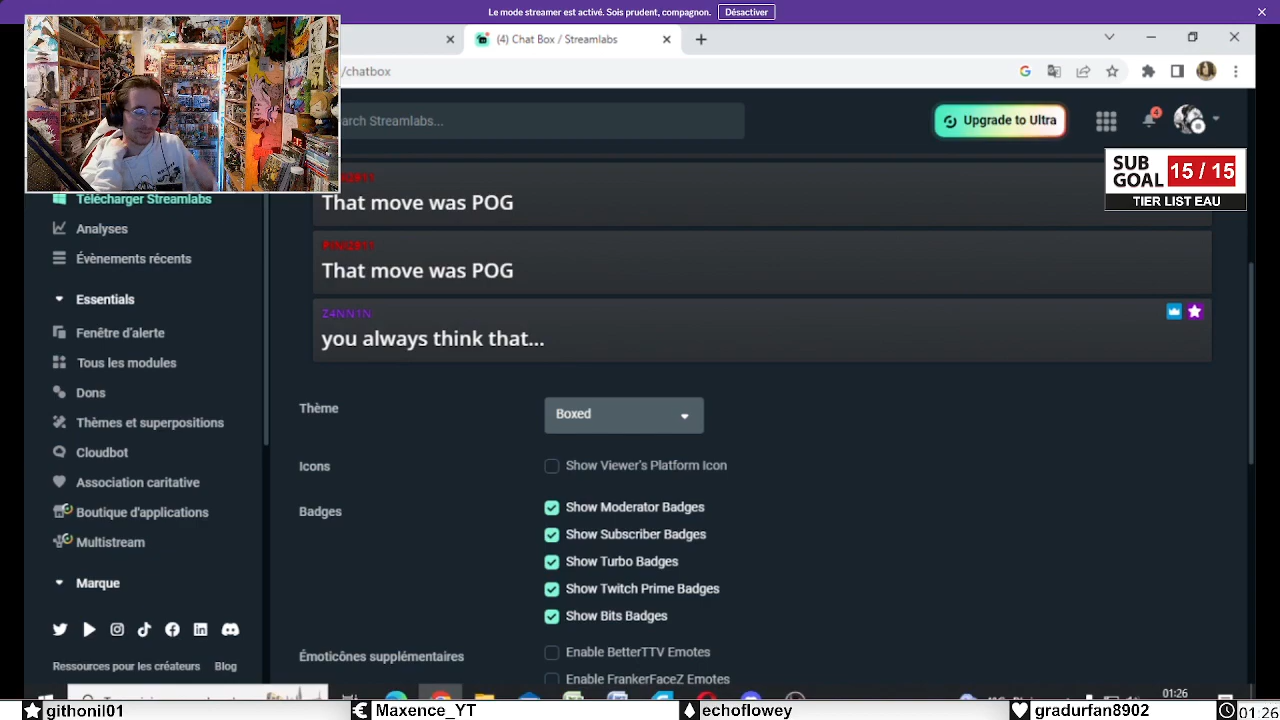 Le mode streamer est activé. Sois prudent, compagnon. Désactiver
(4) Chat Box / Streamlabs
/chatbox
rch Streamlabs...
Upgrade to Ultra
4
SUB GOAL 15 / 15
TIER LIST EAU
That move was POG
That move was POG
Z4NN1N
you always think that...
Télécharger Streamlabs
Analyses
Évènements récents
Essentials
Fenêtre d'alerte
Tous les modules
Dons
Thèmes et superpositions
Cloudbot
Association caritative
Boutique d'applications
Multistream
Marque
Ressources pour les créateurs Blog
Thème
Boxed
Icons
Show Viewer's Platform Icon
Badges
Show Moderator Badges
Show Subscriber Badges
Show Turbo Badges
Show Twitch Prime Badges
Show Bits Badges
Émoticônes supplémentaires
Enable BetterTTV Emotes
Enable FrankerFaceZ Emotes
01:26
githonil01
Maxence_YT
echoflowey
gradurfan8902
01:26